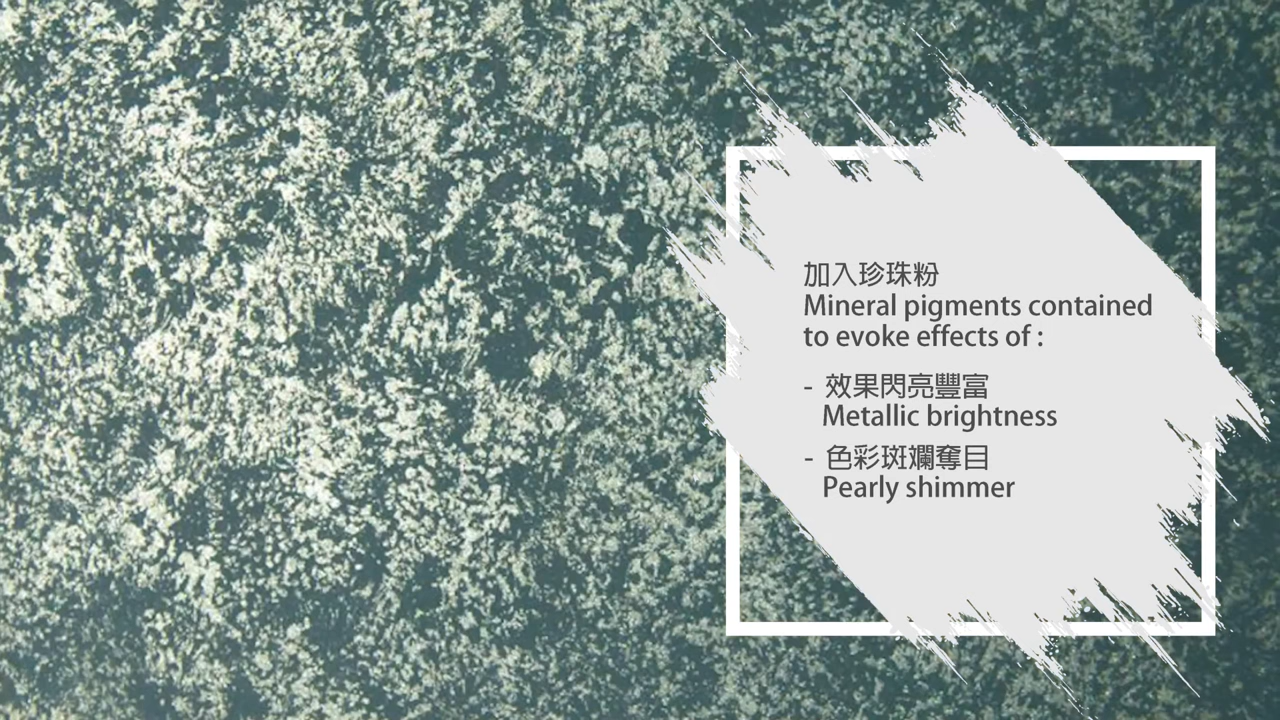 加入珍珠粉
Mineral pigments contained
to evoke effects of :
- 效果閃亮豐富
Metallic brightness
- 色彩斑斕奪目
Pearly shimmer